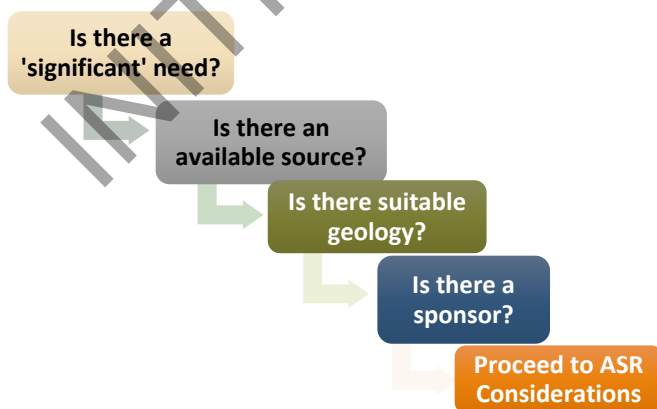 Is there a
'significant' need?
Is there an
available source?
Is there suitable
geology?
Is there a
sponsor?
Proceed to ASR
Considerations